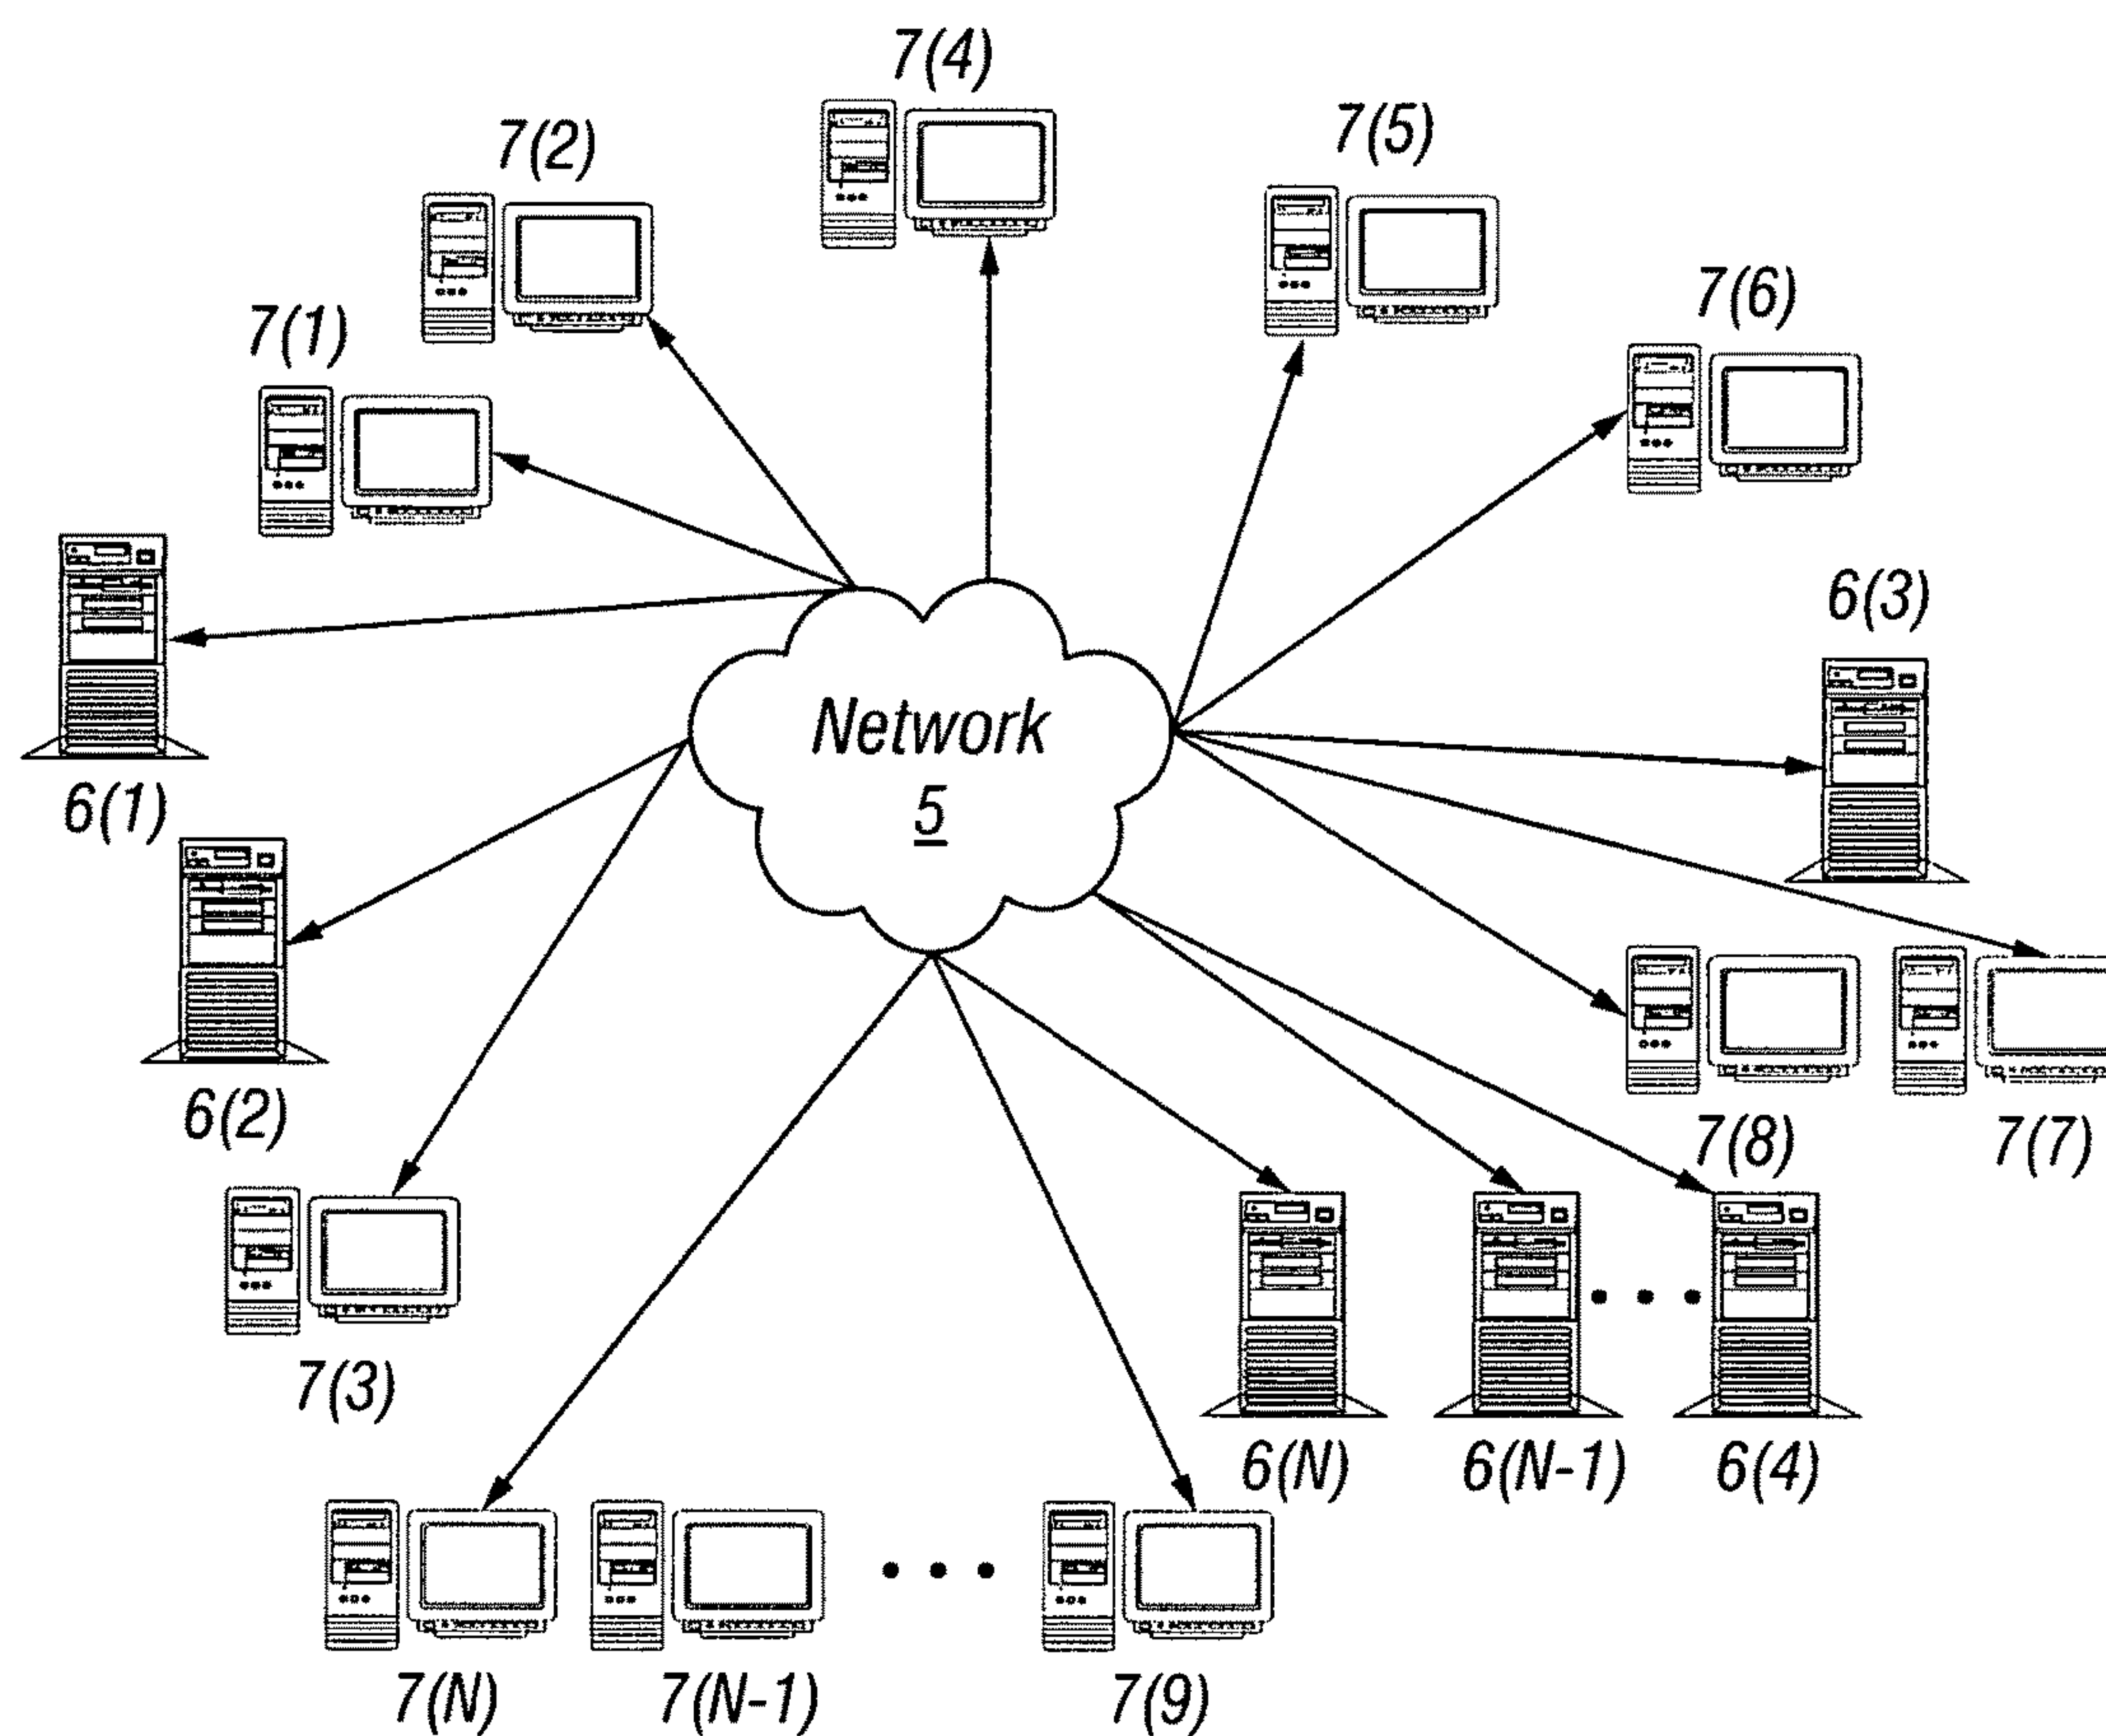 7(4)
7(2)
7(5)
7(6)
7(1)
6(3)
Network
5
6(1)
6(2)
7(8)
7(7)
7(3)
6(N)
6(N-1)
6(4)
7(N)
7(N-1)
7(9)